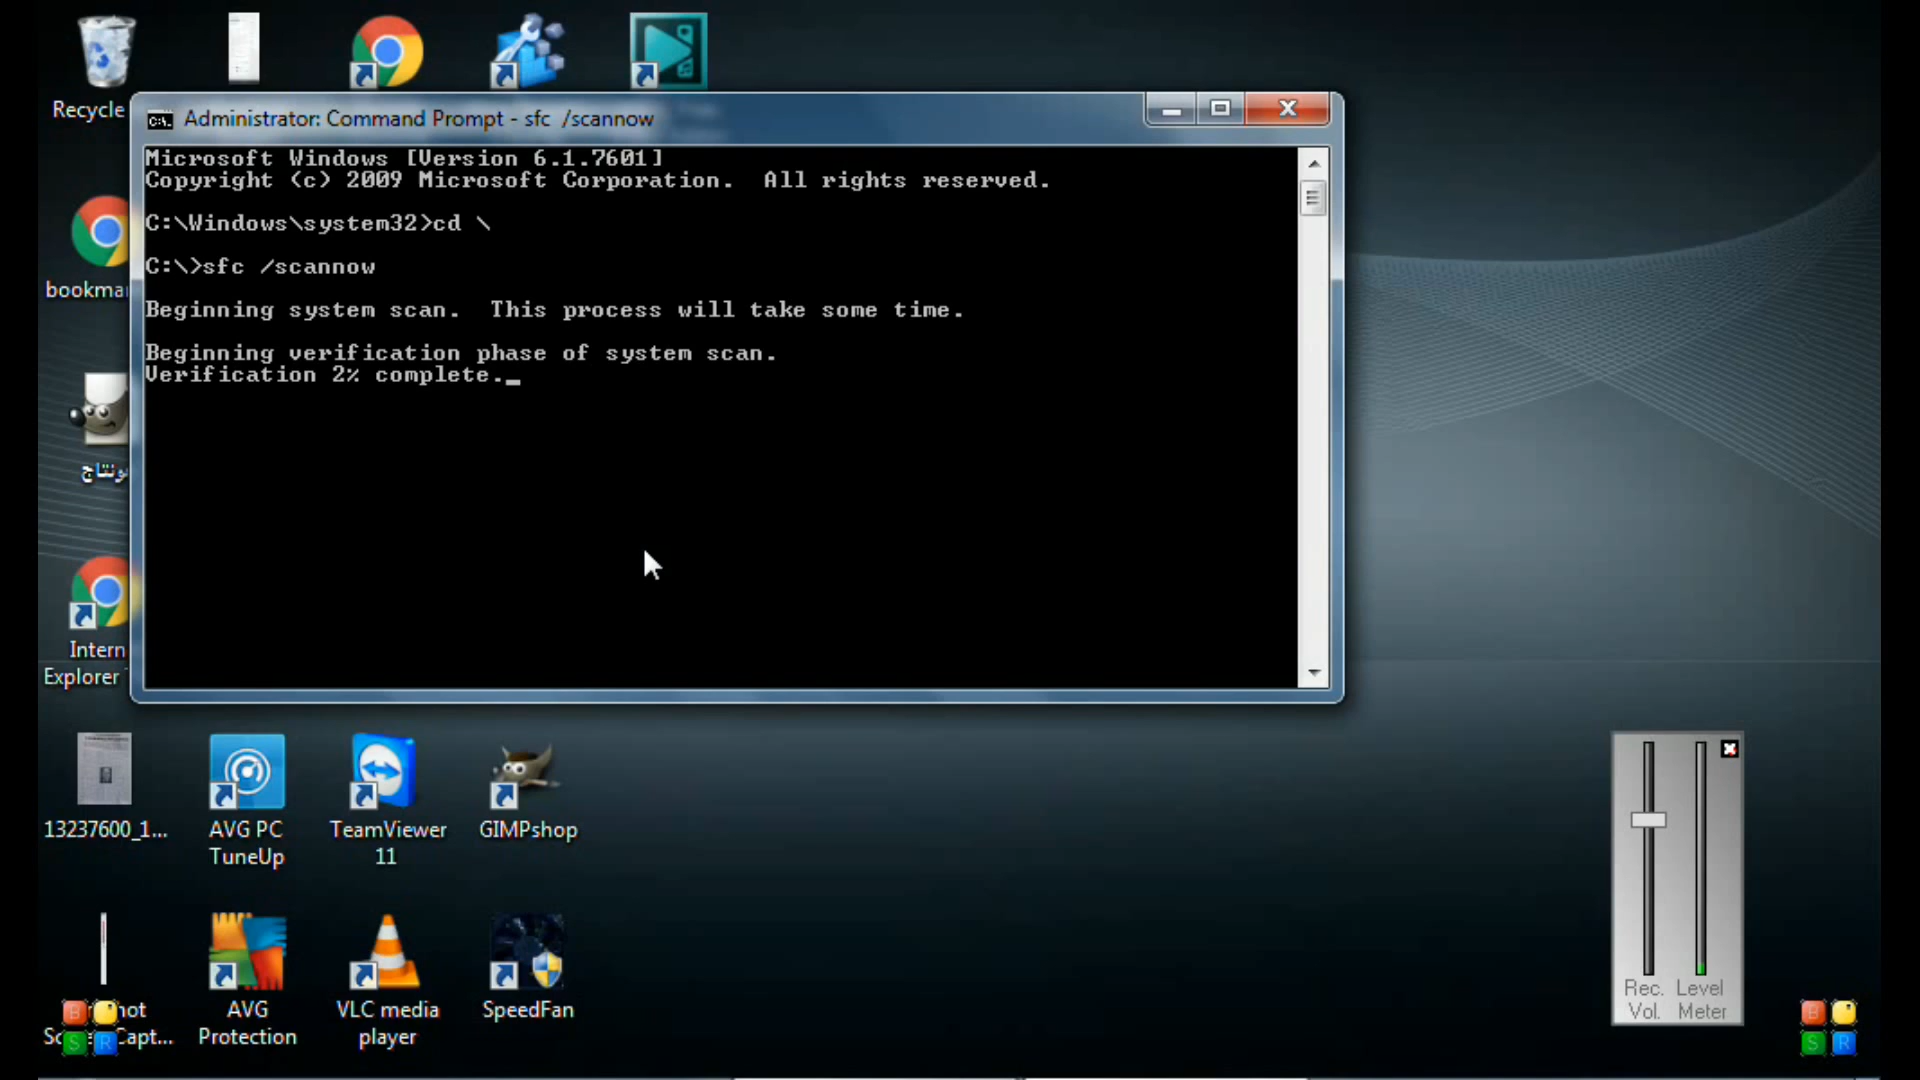 Recycle
Administrator: Command Prompt - sfc /scannow
Microsoft Windows [Version 6.1.7601]
Copyright (c) 2009 Microsoft Corporation. All rights reserved.
C:\Windows\system32>cd \
C:\>sfc /scannow
Beginning system scan. This process will take some time.
Beginning verification phase of system scan.
Verification 2% complete._
bookma
ونتاج
Intern
Explorer
13237600_1...
AVG PC
TuneUp
TeamViewer
11
GIMPshop
AVG
Protection
VLC media
player
SpeedFan
hot
Capt...
Rec.
Vol.
Level
Meter
B
S R
B
S R